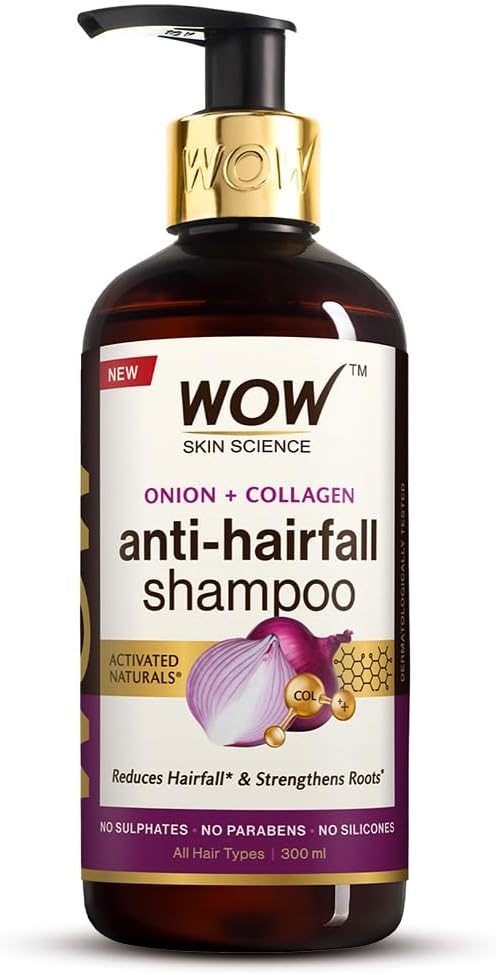 WOW
NEW
WOW™
SKIN SCIENCE
ONION + COLLAGEN
anti-hairfall
shampoo
ACTIVATED
NATURALS®
COL
++
Reduces Hairfall* & Strengthens Roots*
NO SULPHATES • NO PARABENS • NO SILICONES
All Hair Types | 300 ml
DERMATOLOGICALLY TESTED
WOW